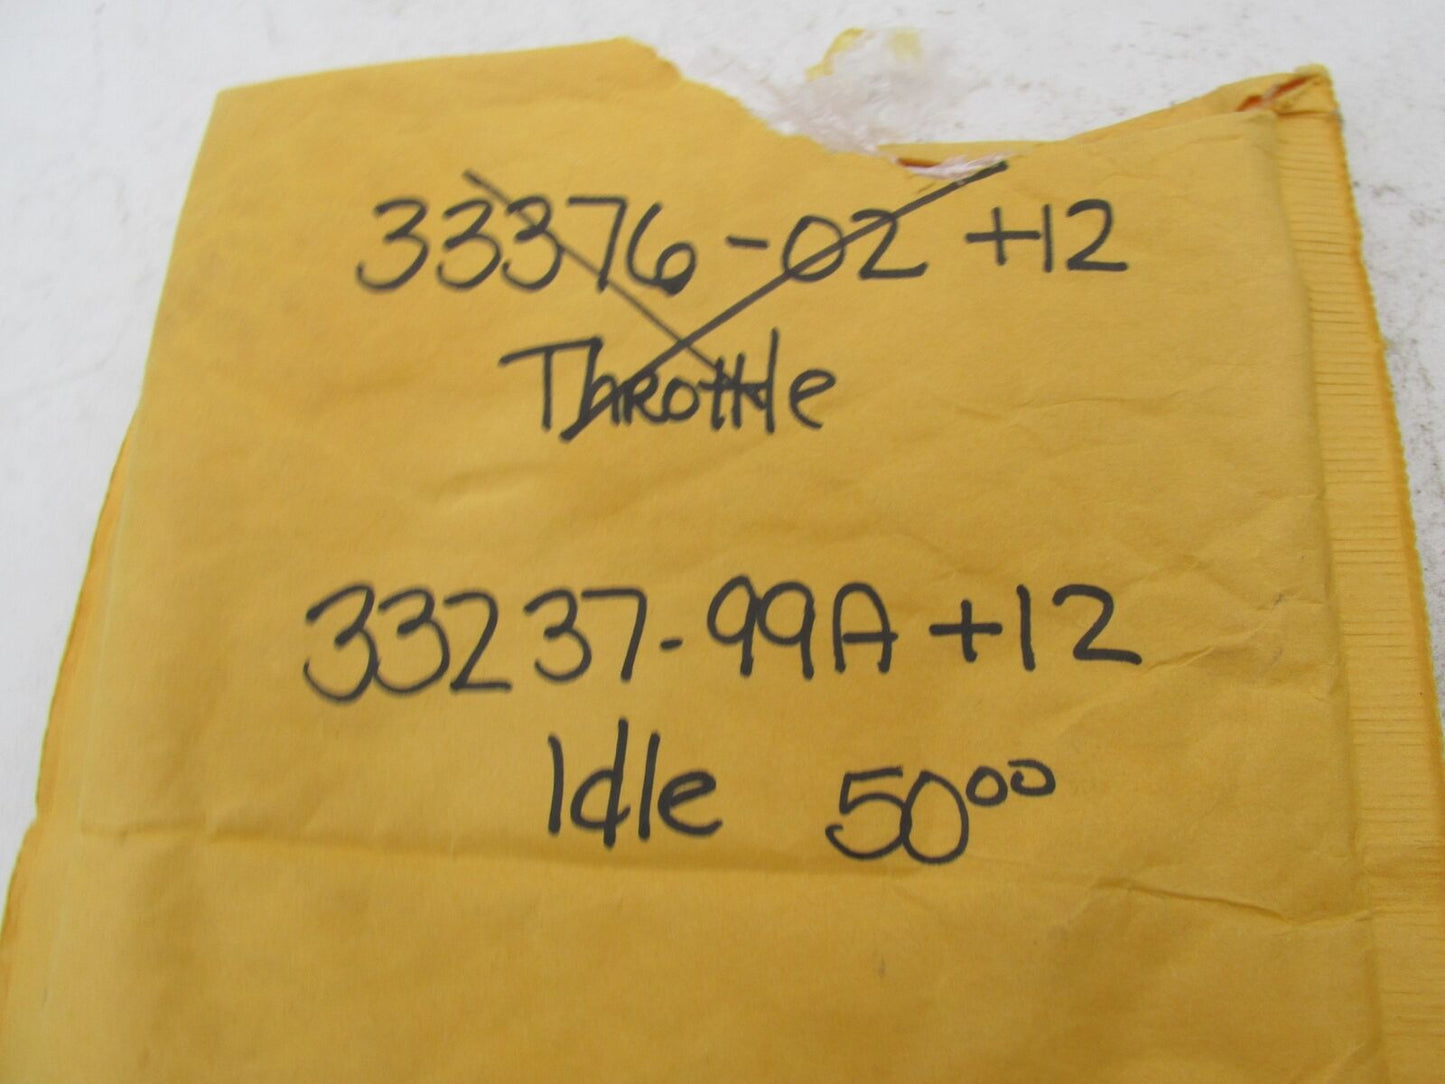 33376-02 +12
Throttle
33237-99A +12
Idle 50⁰⁰